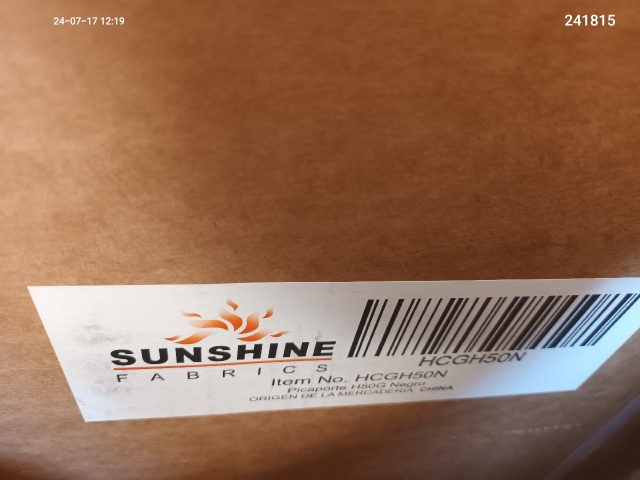 24-07-17 12:19
241815
SUNSHINE
FABRICS
HCGH50N
Item No. HCGH50N
Picaporte H50G Negro
ORIGEN DE LA MERCADERIA: CHINA